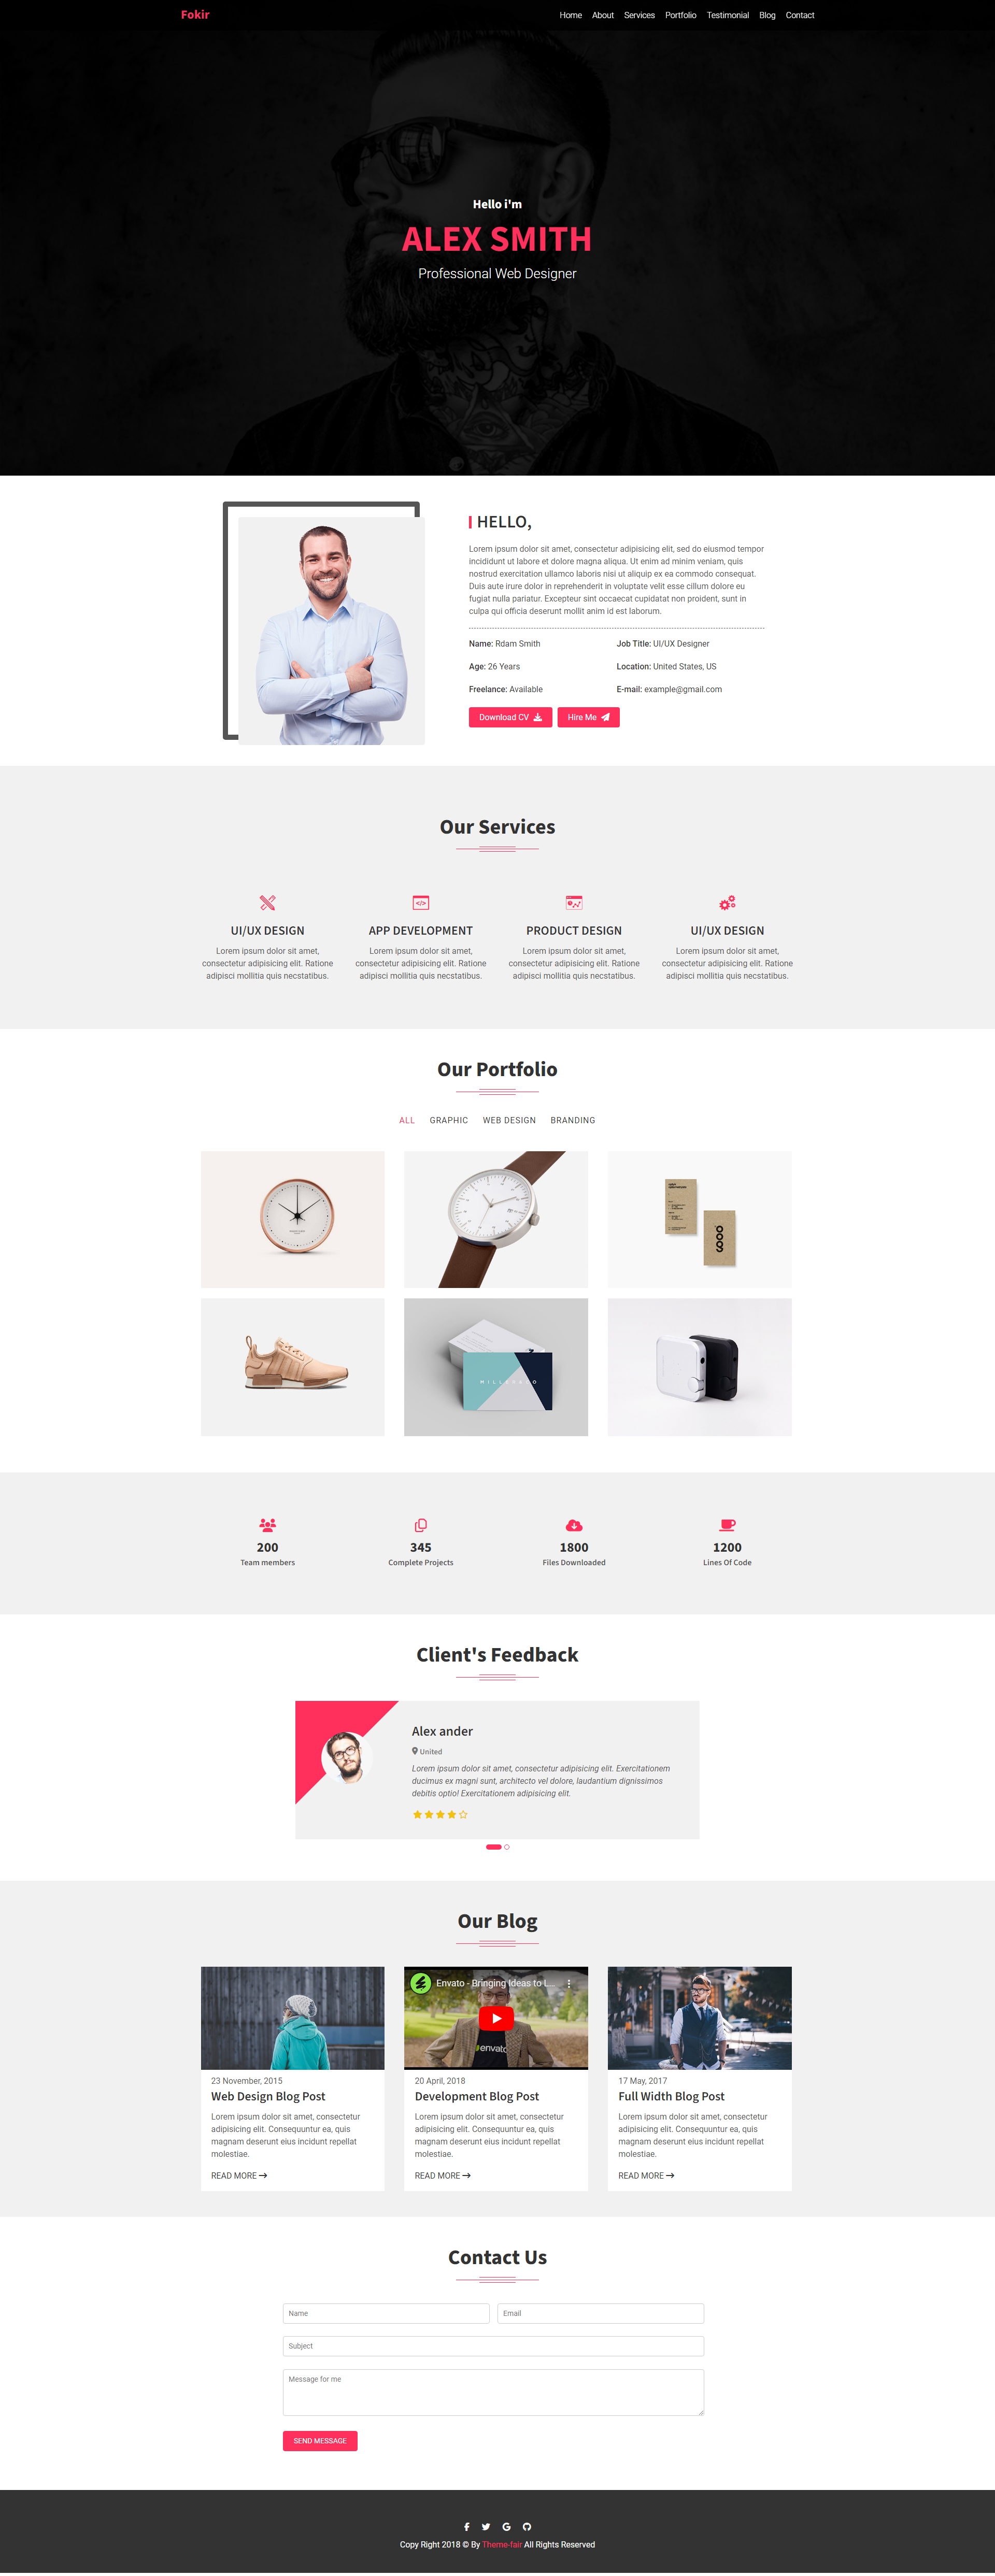 Fokir
Home About Services Portfolio Testimonial Blog Contact
Hello i'm
ALEX SMITH
Professional Web Designer
HELLO,
Lorem ipsum dolor sit amet, consectetur adipisicing elit, sed do eiusmod tempor
incididunt ut labore et dolore magna aliqua. Ut enim ad minim veniam, quis
nostrud exercitation ullamco laboris nisi ut aliquip ex ea commodo consequat.
Duis aute irure dolor in reprehenderit in voluptate velit esse cillum dolore eu
fugiat nulla pariatur. Excepteur sint occaecat cupidatat non proident, sunt in
culpa qui officia deserunt mollit anim id est laborum.
Name: Rdam Smith
Job Title: UI/UX Designer
Age: 26 Years
Location: United States, US
Freelance: Available
E-mail: example@gmail.com
Download CV
Hire Me
Our Services
UI/UX DESIGN
Lorem ipsum dolor sit amet,
consectetur adipisicing elit. Ratione
adipisci mollitia quis necstatibus.
APP DEVELOPMENT
Lorem ipsum dolor sit amet,
consectetur adipisicing elit. Ratione
adipisci mollitia quis necstatibus.
PRODUCT DESIGN
Lorem ipsum dolor sit amet,
consectetur adipisicing elit. Ratione
adipisci mollitia quis necstatibus.
UI/UX DESIGN
Lorem ipsum dolor sit amet,
consectetur adipisicing elit. Ratione
adipisci mollitia quis necstatibus.
Our Portfolio
ALL GRAPHIC WEB DESIGN BRANDING
200
Team members
345
Complete Projects
1800
Files Downloaded
1200
Lines Of Code
Client's Feedback
Alex ander
United
Lorem ipsum dolor sit amet, consectetur adipisicing elit. Exercitationem
ducimus ex magni sunt, architecto vel dolore, laudantium dignissimos
debitis optio! Exercitationem adipisicing elit.
Our Blog
23 November, 2015
Web Design Blog Post
Lorem ipsum dolor sit amet, consectetur
adipisicing elit. Consequuntur ea, quis
magnam deserunt eius incidunt repellat
molestiae.
READ MORE
Envato - Bringing Ideas to L...
envato
20 April, 2018
Development Blog Post
Lorem ipsum dolor sit amet, consectetur
adipisicing elit. Consequuntur ea, quis
magnam deserunt eius incidunt repellat
molestiae.
READ MORE
17 May, 2017
Full Width Blog Post
Lorem ipsum dolor sit amet, consectetur
adipisicing elit. Consequuntur ea, quis
magnam deserunt eius incidunt repellat
molestiae.
READ MORE
Contact Us
Name
Email
Subject
Message for me
SEND MESSAGE
Copy Right 2018 © By Theme-fair All Rights Reserved